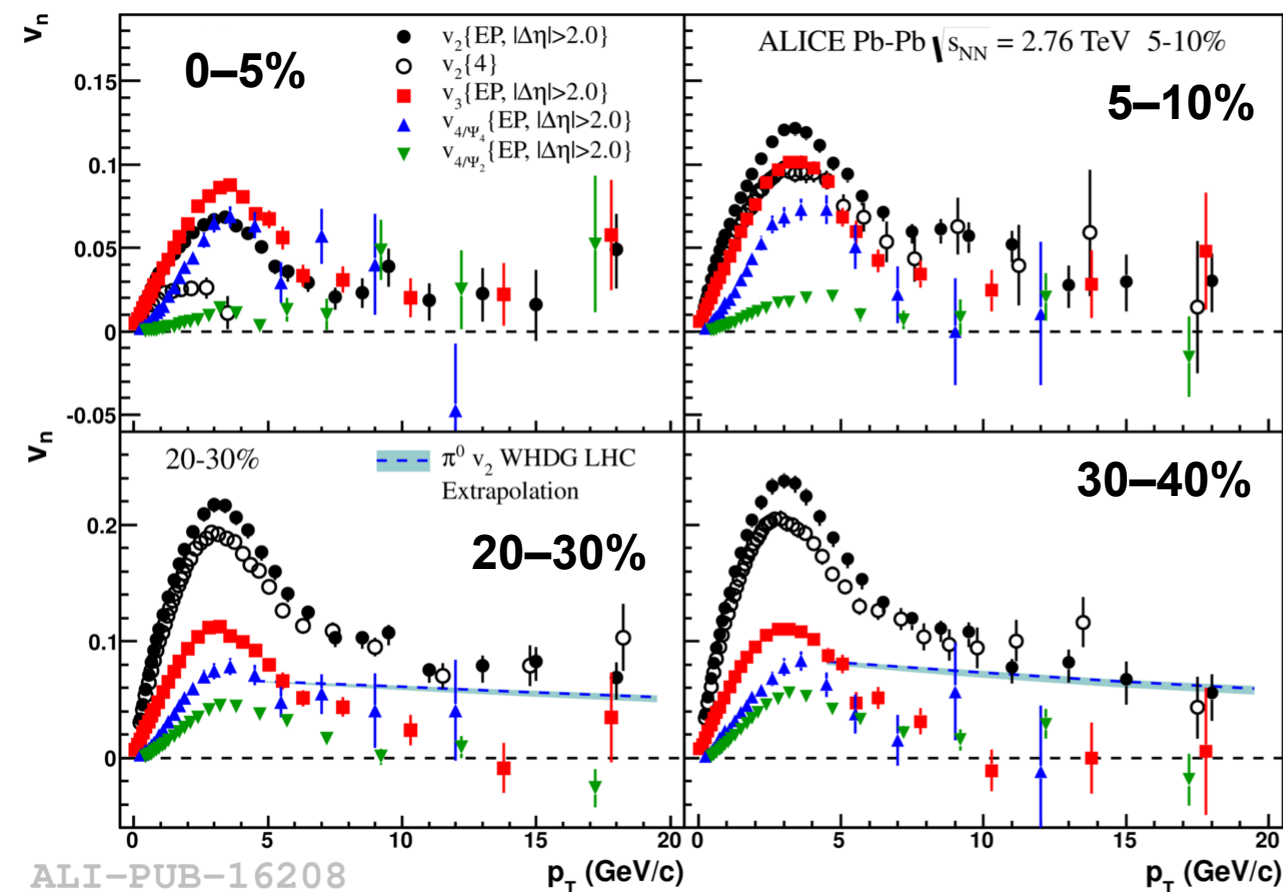 vn
0.15
0.1
0.05
0
-0.05
0–5%
v2{EP, |Δη|>2.0}
v2{4}
v3{EP, |Δη|>2.0}
v4/Ψ4{EP, |Δη|>2.0}
v4/Ψ2{EP, |Δη|>2.0}
ALICE Pb-Pb √sNN = 2.76 TeV 5-10%
5–10%
vn
0.2
0.1
0
20-30%
π0 v2 WHDG LHC
Extrapolation
20–30%
30–40%
0 5 10 15 20
0 5 10 15 20
pT (GeV/c)
pT (GeV/c)
ALI–PUB–16208